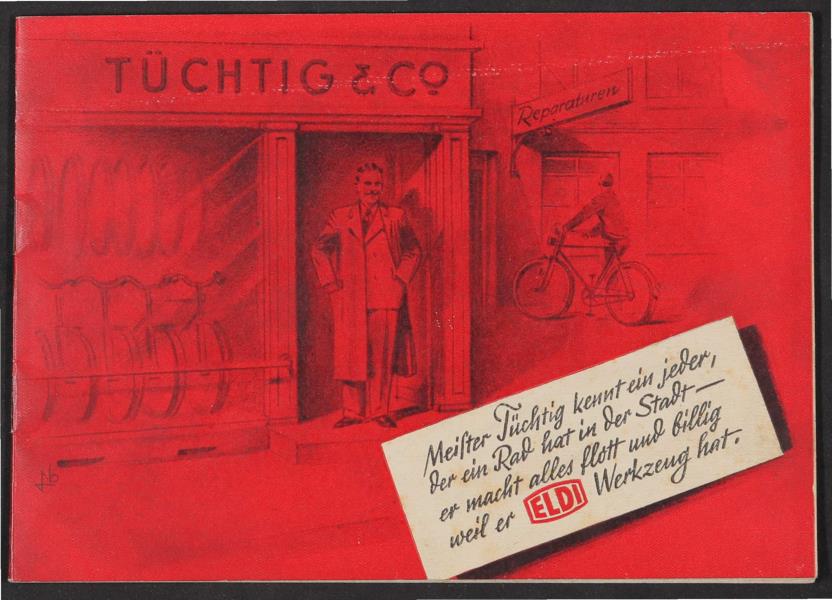 TÜCHTIG & CO
Reparaturen
Meister Tüchtig kennt ein jeder,
der ein Rad hat in der Stadt —
er macht alles flott und billig
weil er ELDI Werkzeug hat.